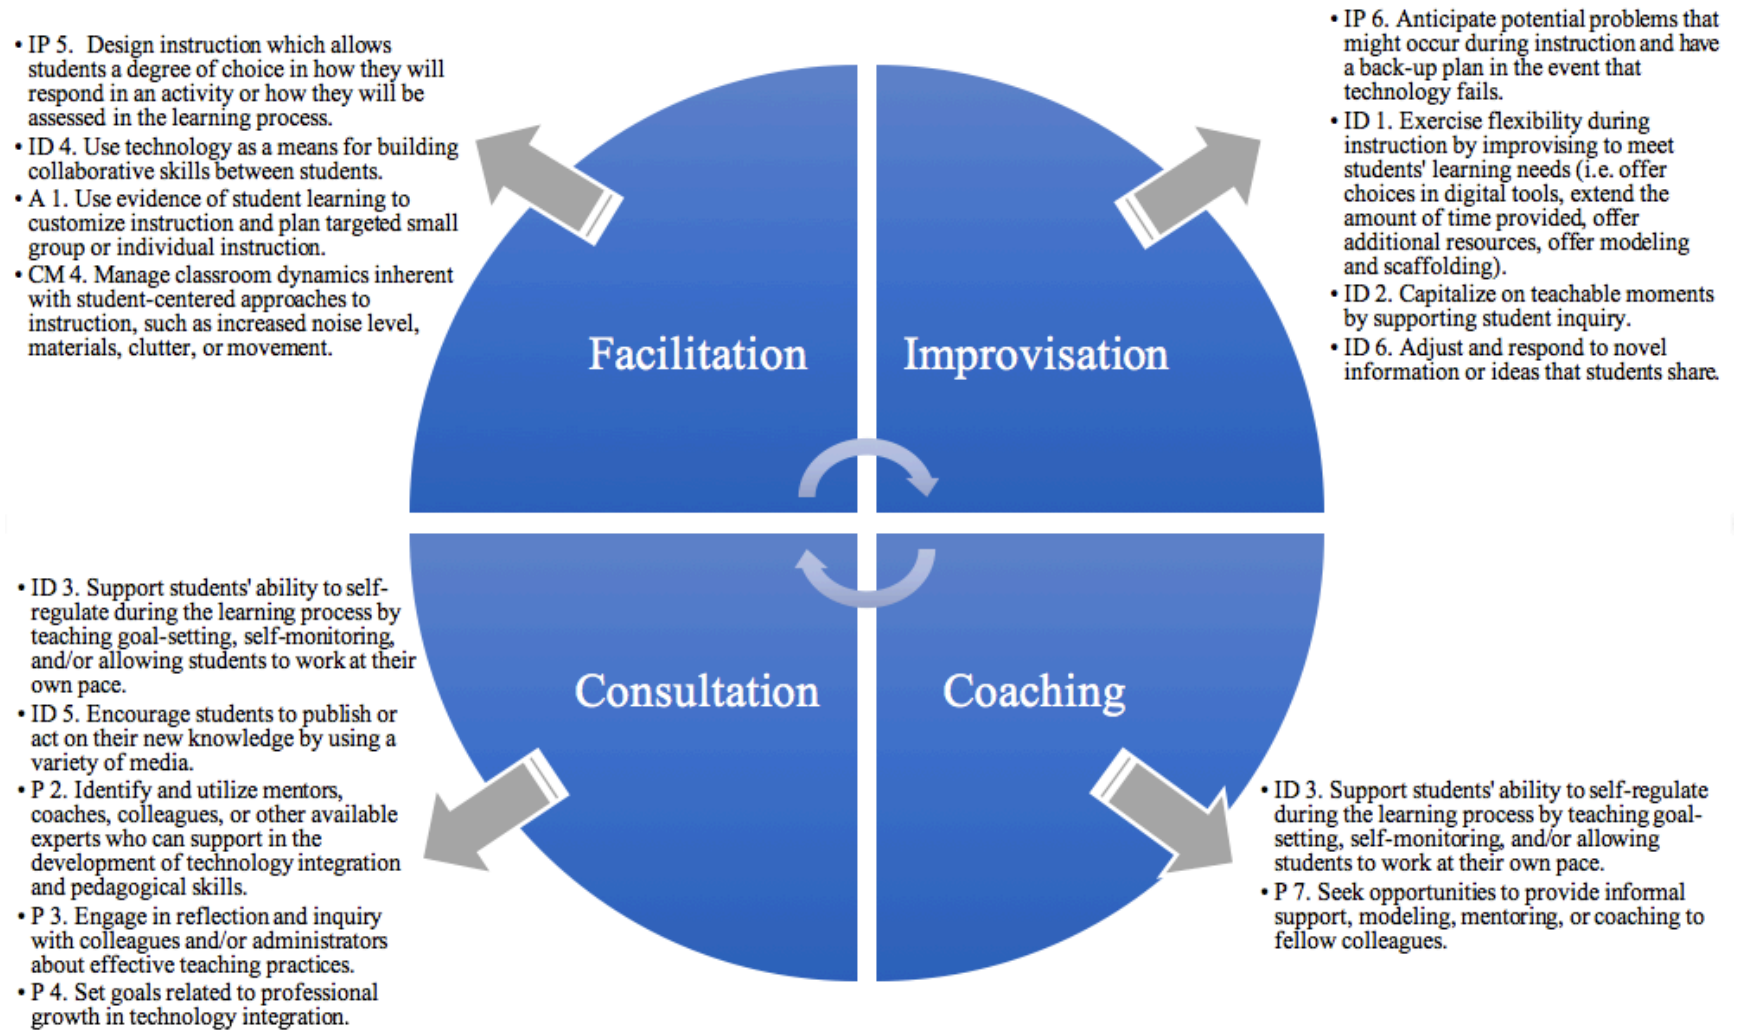 • IP 5. Design instruction which allows
students a degree of choice in how they will
respond in an activity or how they will be
assessed in the learning process.
• ID 4. Use technology as a means for building
collaborative skills between students.
• A 1. Use evidence of student learning to
customize instruction and plan targeted small
group or individual instruction.
• CM 4. Manage classroom dynamics inherent
with student-centered approaches to
instruction, such as increased noise level,
materials, clutter, or movement.
• IP 6. Anticipate potential problems that
might occur during instruction and have
a back-up plan in the event that
technology fails.
• ID 1. Exercise flexibility during
instruction by improvising to meet
students' learning needs (i.e. offer
choices in digital tools, extend the
amount of time provided, offer
additional resources, offer modeling
and scaffolding).
• ID 2. Capitalize on teachable moments
by supporting student inquiry.
• ID 6. Adjust and respond to novel
information or ideas that students share.
Facilitation
Improvisation
Consultation
Coaching
• ID 3. Support students' ability to self-
regulate during the learning process by
teaching goal-setting, self-monitoring,
and/or allowing students to work at their
own pace.
• ID 5. Encourage students to publish or
act on their new knowledge by using a
variety of media.
• P 2. Identify and utilize mentors,
coaches, colleagues, or other available
experts who can support in the
development of technology integration
and pedagogical skills.
• P 3. Engage in reflection and inquiry
with colleagues and/or administrators
about effective teaching practices.
• P 4. Set goals related to professional
growth in technology integration.
• ID 3. Support students' ability to self-regulate
during the learning process by teaching goal-
setting, self-monitoring, and/or allowing
students to work at their own pace.
• P 7. Seek opportunities to provide informal
support, modeling, mentoring, or coaching to
fellow colleagues.